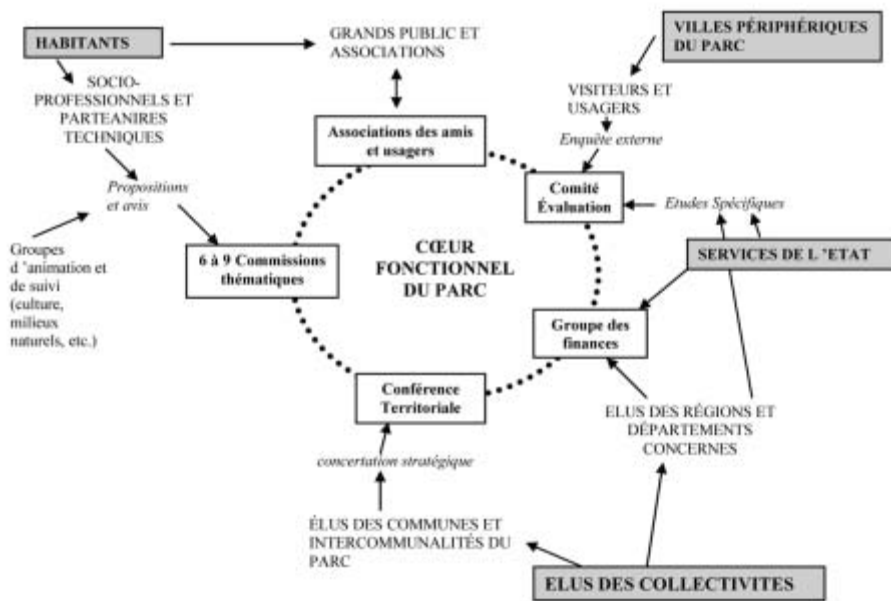 HABITANTS
GRANDS PUBLIC ET
ASSOCIATIONS
VILLES PÉRIPHÉRIQUES
DU PARC
SOCIO-
PROFESSIONNELS ET
PARTEANIRES
TECHNIQUES
VISITEURS ET
USAGERS
Associations des amis
et usagers
Enquête externe
Propositions
et avis
Comité
Évaluation
Etudes Spécifiques
Groupes
d 'animation et
de suivi
(culture,
milieux
naturels, etc.)
6 à 9 Commissions
thématiques
CŒUR
FONCTIONNEL
DU PARC
SERVICES DE L 'ETAT
Groupe des
finances
Conférence
Territoriale
ELUS DES RÉGIONS ET
DÉPARTEMENTS
CONCERNES
concertation stratégique
ÉLUS DES COMMUNES ET
INTERCOMMUNALITÉS DU
PARC
ELUS DES COLLECTIVITES